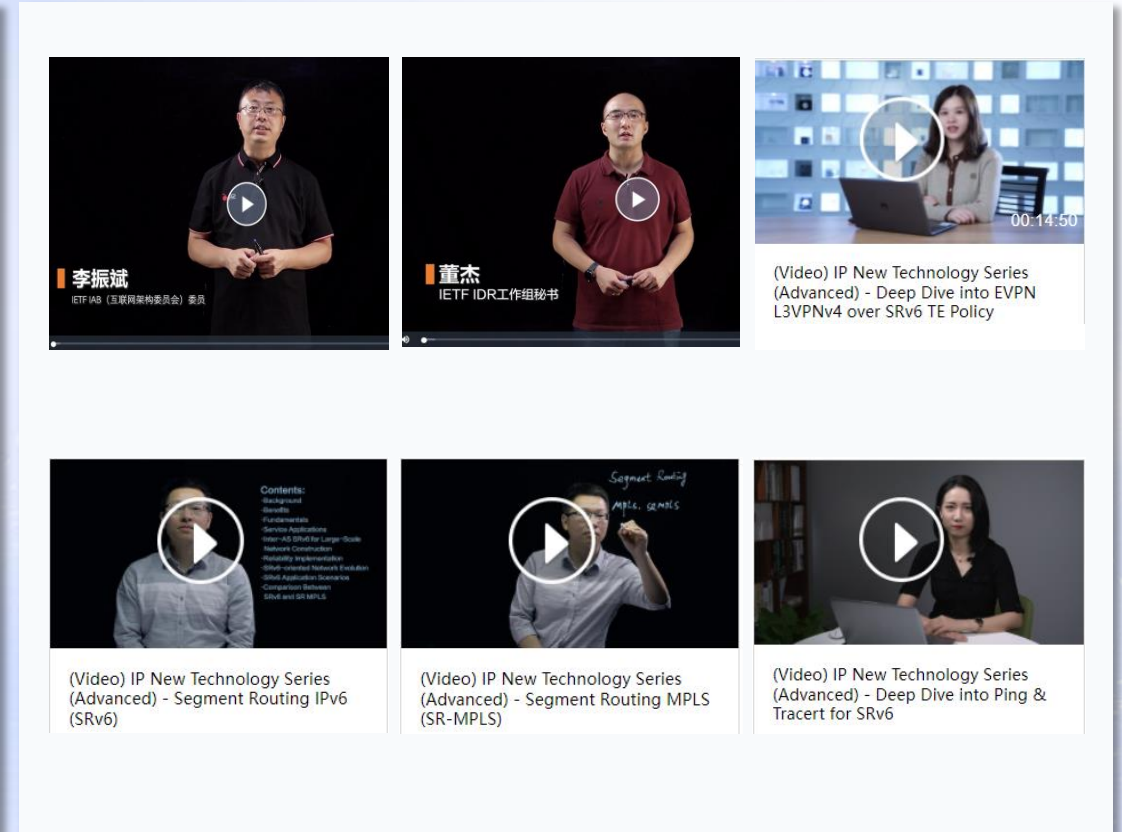 李振斌
IETF IAB（互联网架构委员会）委员
董杰
IETF IDR工作组秘书
00:14:50
(Video) IP New Technology Series
(Advanced) - Deep Dive into EVPN
L3VPNv4 over SRv6 TE Policy
Contents:
-Background
-Benefits
-Fundamentals
-Service Applications
-Inter-AS SRv6 for Large-Scale
Network Construction
-Reliability Implementation
-SRv6-oriented Network Evolution
-SRv6 Application Scenarios
-Comparison Between
SRv6 and SR MPLS
Segment Routing
MPLS. SR MPLS
(Video) IP New Technology Series
(Advanced) - Segment Routing IPv6
(SRv6)
(Video) IP New Technology Series
(Advanced) - Segment Routing MPLS
(SR-MPLS)
(Video) IP New Technology Series
(Advanced) - Deep Dive into Ping &
Tracert for SRv6